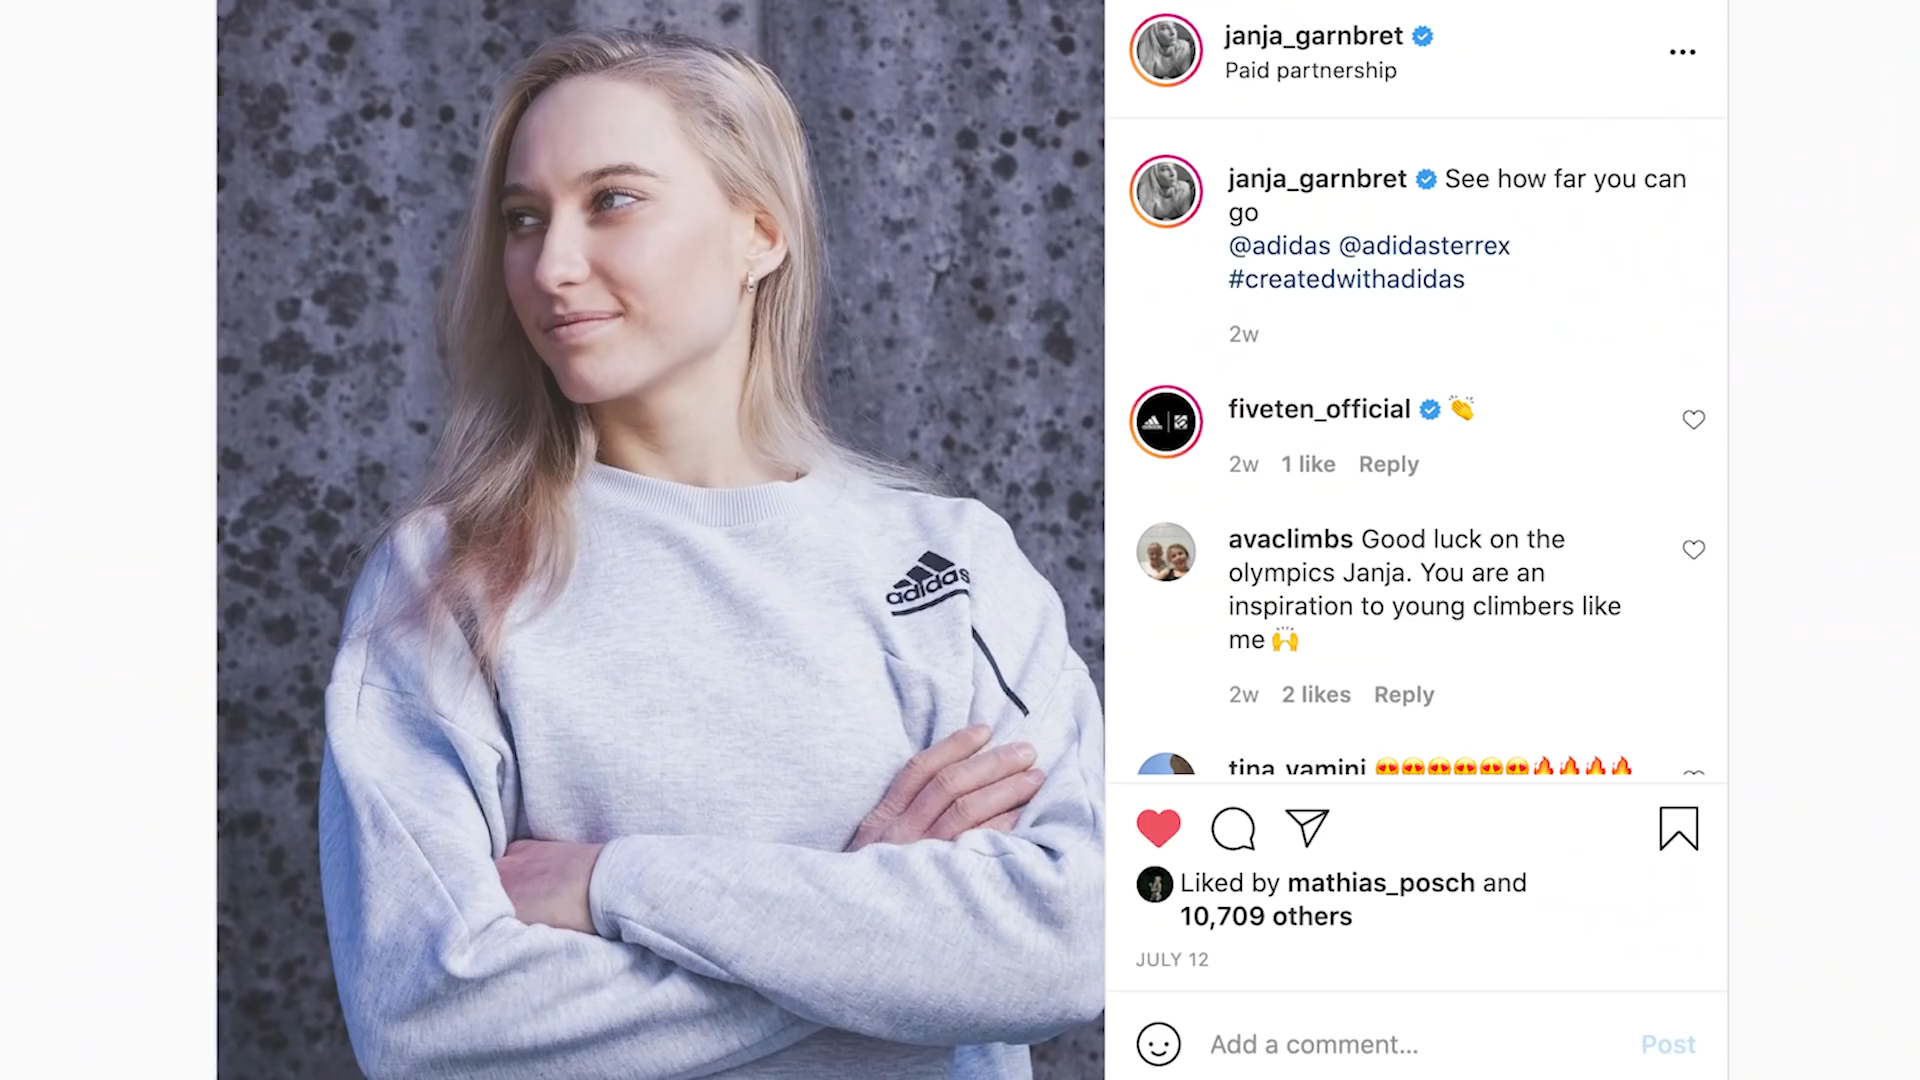 adidas
janja_garnbret
Paid partnership
janja_garnbret See how far you can
go
@adidas @adidasterrex
#createdwithadidas
2w
fiveten_official 👏
2w 1 like Reply
avaclimbs Good luck on the
olympics Janja. You are an
inspiration to young climbers like
me 🙌
2w 2 likes Reply
tina_vamini 😍😍😍😍😍😍🔥🔥🔥🔥
Liked by mathias_posch and
10,709 others
JULY 12
Add a comment... Post